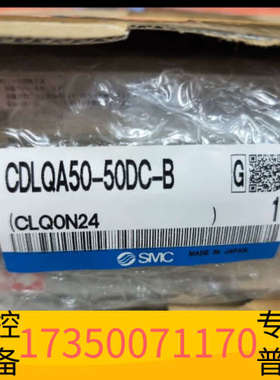 CDLQA50-50DC-B
G
(CLQ0N24 )
1
SMC
MADE IN JAPAN
控 专
备 普
17350071170